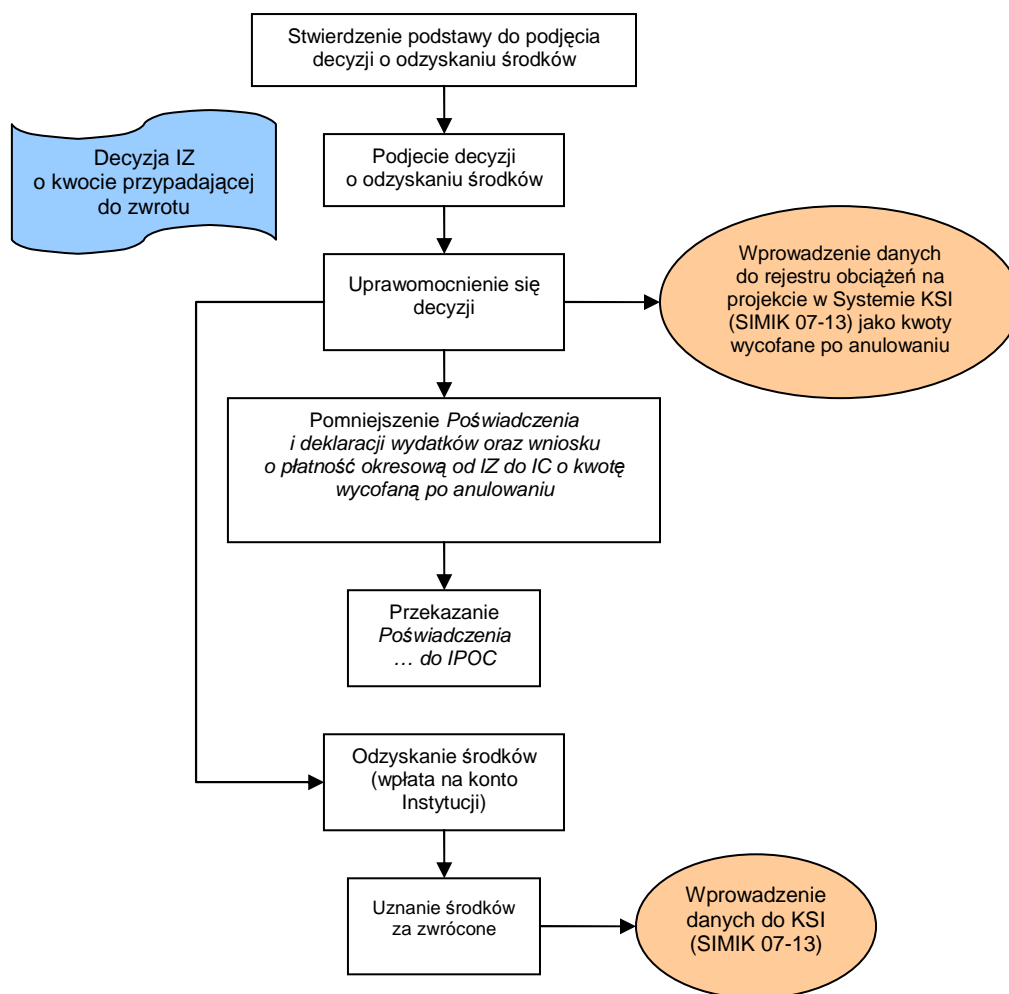 Stwierdzenie podstawy do podjęcia
decyzji o odzyskaniu środków
Decyzja IZ
o kwocie przypadającej
do zwrotu
Podjecie decyzji
o odzyskaniu środków
Uprawomocnienie się
decyzji
Wprowadzenie danych
do rejestru obciążeń na
projekcie w Systemie KSI
(SIMIK 07-13) jako kwoty
wycofane po anulowaniu
Pomniejszenie Poświadczenia
i deklaracji wydatków oraz wniosku
o płatność okresową od IZ do IC o kwotę
wycofaną po anulowaniu
Przekazanie
Poświadczenia
… do IPOC
Odzyskanie środków
(wpłata na konto
Instytucji)
Uznanie środków
za zwrócone
Wprowadzenie
danych do KSI
(SIMIK 07-13)